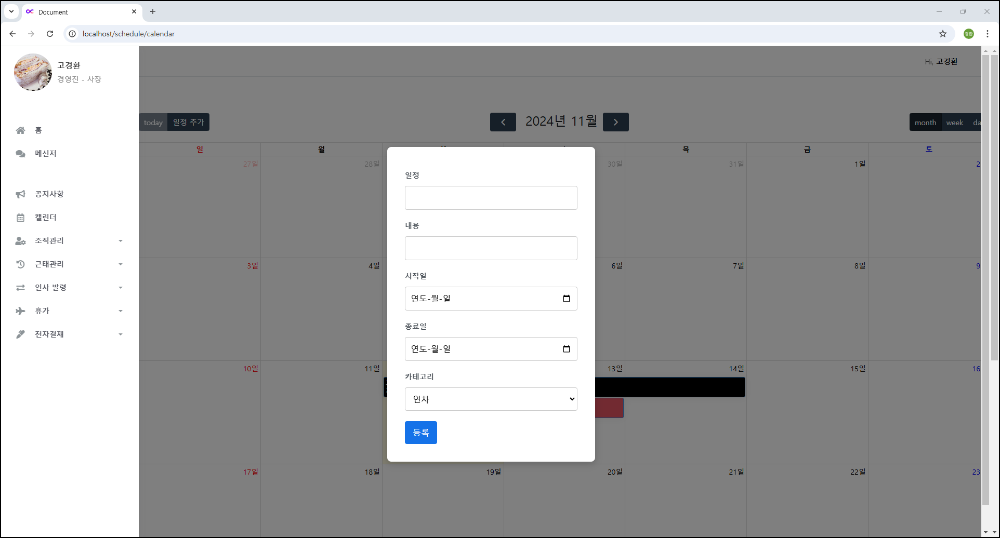 Document
localhost/schedule/calendar
경환
고경환
경영진 - 사장
Hi, 고경환
홈
메신저
공지사항
캘린더
조직관리
근태관리
인사 발령
휴가
전자결재
today 일정 추가
2024년 11월
month week da
일 월 목 금 토
27일 28일 30일 31일 1일 2
3일 4일 6일 7일 8일 9
10일 11일 13일 14일 15일 16
17일 18일 19일 20일 21일 22일 23
일정
내용
시작일
연도-월-일
종료일
연도-월-일
카테고리
연차
등록